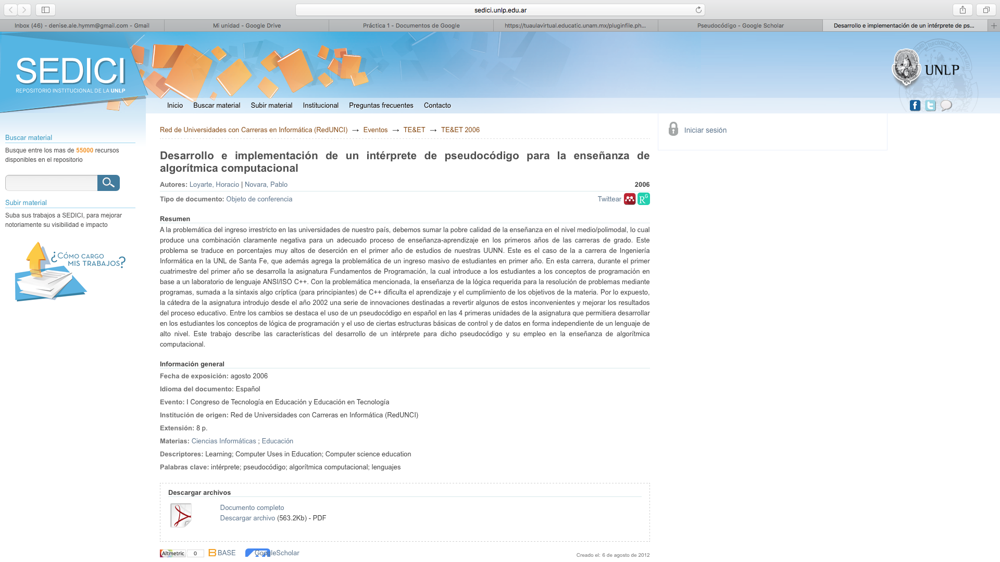 sedici.unlp.edu.ar
Inbox (46) - denise.ale.hymm@gmail.com - Gmail
Mi unidad - Google Drive
Práctica 1 - Documentos de Google
https://tuaulavirtual.educatic.unam.mx/pluginfile.ph...
Pseudocódigo - Google Scholar
Desarrollo e implementación de un intérprete de ps...
SEDICI
REPOSITORIO INSTITUCIONAL DE LA UNLP
UNLP
Inicio Buscar material Subir material Institucional Preguntas frecuentes Contacto
Buscar material
Busque entre los mas de 55000 recursos
disponibles en el repositorio
Subir material
Suba sus trabajos a SEDICI, para mejorar
notoriamente su visibilidad e impacto
¿CÓMO CARGO
MIS TRABAJOS?
Red de Universidades con Carreras en Informática (RedUNCI) → Eventos → TE&ET → TE&ET 2006
Iniciar sesión
Desarrollo e implementación de un intérprete de pseudocódigo para la enseñanza de
algorítmica computacional
Autores: Loyarte, Horacio | Novara, Pablo
2006
Tipo de documento: Objeto de conferencia
Twittear
RG
Resumen
A la problemática del ingreso irrestricto en las universidades de nuestro país, debemos sumar la pobre calidad de la enseñanza en el nivel medio/polimodal, lo cual
produce una combinación claramente negativa para un adecuado proceso de enseñanza-aprendizaje en los primeros años de las carreras de grado. Este
problema se traduce en porcentajes muy altos de deserción en el primer año de estudios de nuestras UUNN. Este es el caso de la a carrera de Ingeniería
Informática en la UNL de Santa Fe, que además agrega la problemática de un ingreso masivo de estudiantes en primer año. En esta carrera, durante el primer
cuatrimestre del primer año se desarrolla la asignatura Fundamentos de Programación, la cual introduce a los estudiantes a los conceptos de programación en
base a un laboratorio de lenguaje ANSI/ISO C++. Con la problemática mencionada, la enseñanza de la lógica requerida para la resolución de problemas mediante
programas, sumada a la sintaxis algo críptica (para principiantes) de C++ dificulta el aprendizaje y el cumplimiento de los objetivos de la materia. Por lo expuesto,
la cátedra de la asignatura introdujo desde el año 2002 una serie de innovaciones destinadas a revertir algunos de estos inconvenientes y mejorar los resultados
del proceso educativo. Entre los cambios se destaca el uso de un pseudocódigo en español en las 4 primeras unidades de la asignatura que permitiera desarrollar
en los estudiantes los conceptos de lógica de programación y el uso de ciertas estructuras básicas de control y de datos en forma independiente de un lenguaje de
alto nivel. Este trabajo describe las características del desarrollo de un intérprete para dicho pseudocódigo y su empleo en la enseñanza de algorítmica
computacional.
Información general
Fecha de exposición: agosto 2006
Idioma del documento: Español
Evento: I Congreso de Tecnología en Educación y Educación en Tecnología
Institución de origen: Red de Universidades con Carreras en Informática (RedUNCI)
Extensión: 8 p.
Materias: Ciencias Informáticas ; Educación
Descriptores: Learning; Computer Uses in Education; Computer science education
Palabras clave: intérprete; pseudocódigo; algorítmica computacional; lenguajes
Descargar archivos
Documento completo
Descargar archivo (563.2Kb) - PDF
Altmetric 0 BASE GoogleScholar
Creado el: 6 de agosto de 2012